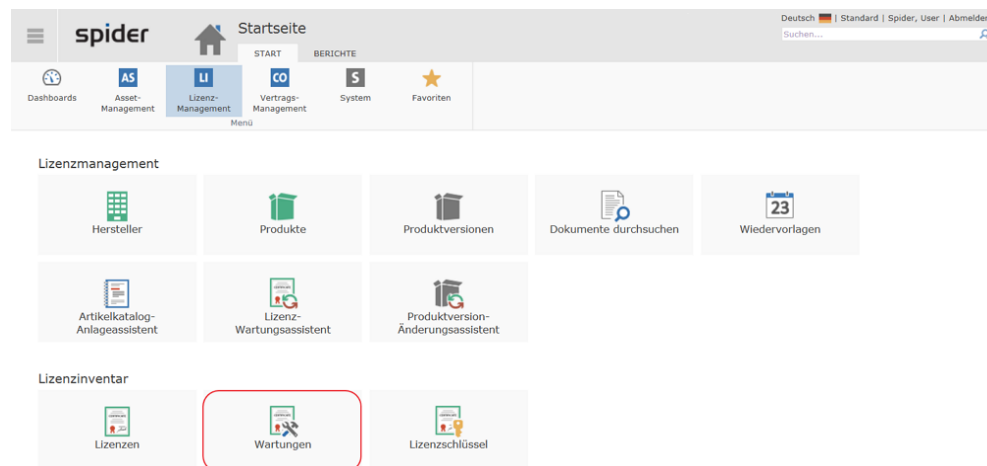 spider
Startseite
Deutsch | Standard | Spider, User | Abmelden
Suchen...
START BERICHTE
AS LI CO S
Dashboards Asset-Management Lizenz-Management Vertrags-Management System Favoriten
Menü
Lizenzmanagement
23
Hersteller Produkte Produktversionen Dokumente durchsuchen Wiedervorlagen
Artikelkatalog-Anlageassistent Lizenz-Wartungsassistent Produktversion-Änderungsassistent
Lizenzinventar
Lizenzen Wartungen Lizenzschlüssel